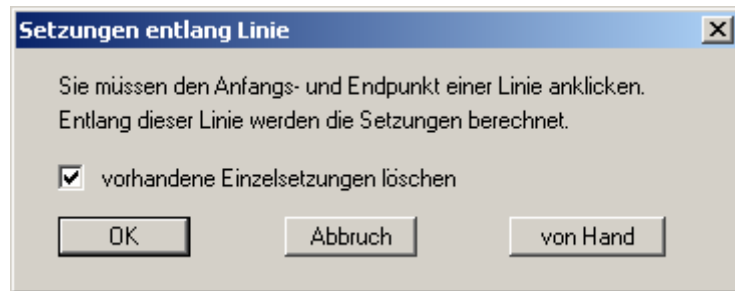 Setzungen entlang Linie
Sie müssen den Anfangs- und Endpunkt einer Linie anklicken.
Entlang dieser Linie werden die Setzungen berechnet.
vorhandene Einzelsetzungen löschen
OK Abbruch von Hand